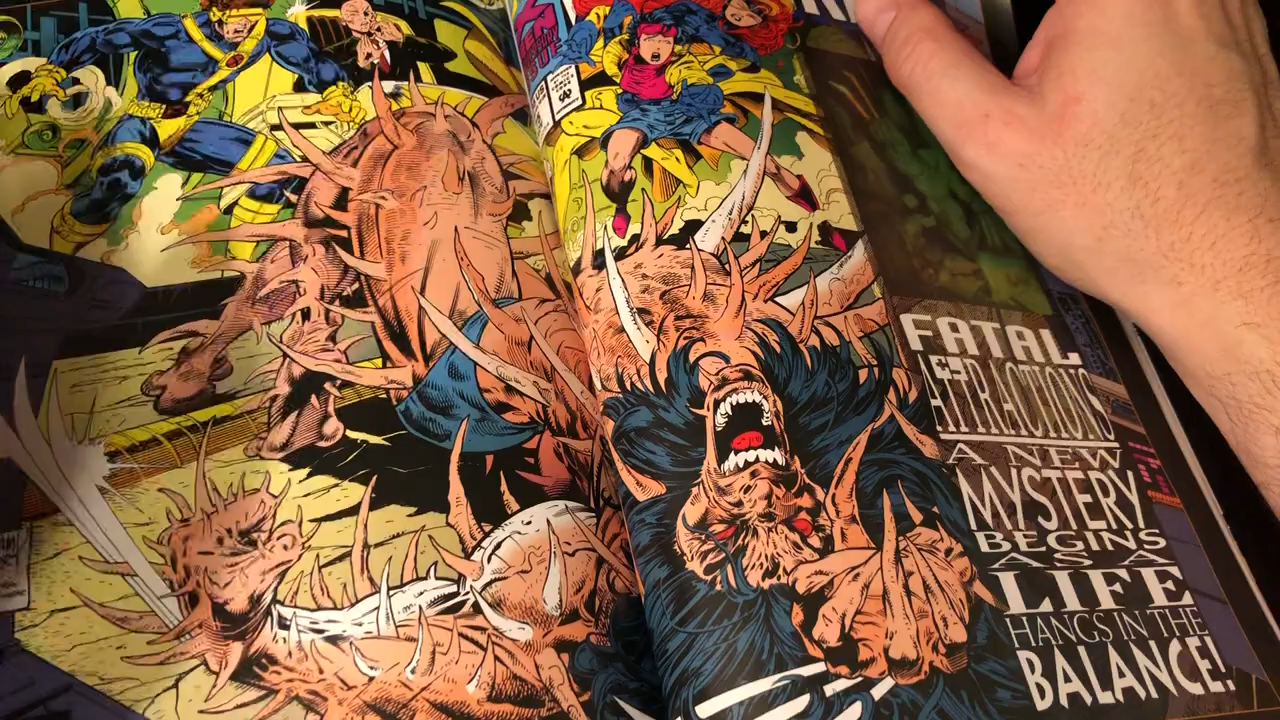 FATAL
ATTRACTIONS
A NEW
MYSTERY
BEGINS
AS A
LIFE
HANGS IN THE
BALANCE!